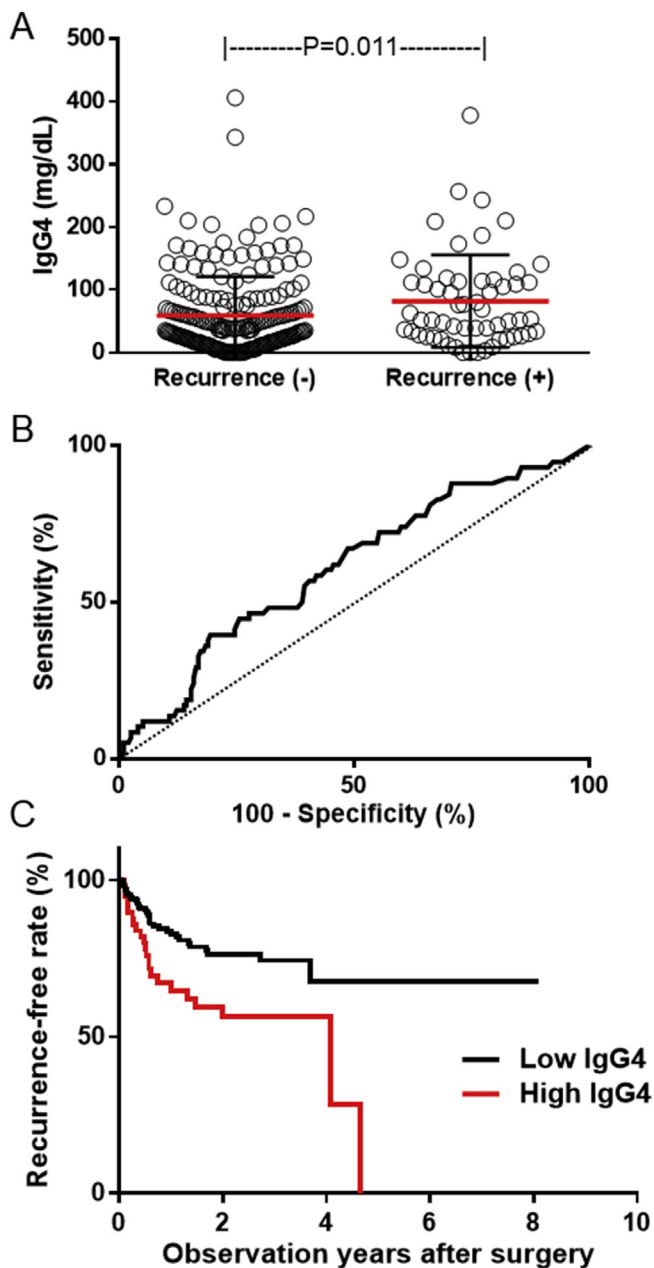 A
500
|----------P=0.011----------|
400
300
200
100
0
IgG4 (mg/dL)
Recurrence (-)
Recurrence (+)
B
100
50
0
Sensitivity (%)
0
50
100
100 - Specificity (%)
C
100
50
0
Recurrence-free rate (%)
Low IgG4
High IgG4
0
2
4
6
8
10
Observation years after surgery